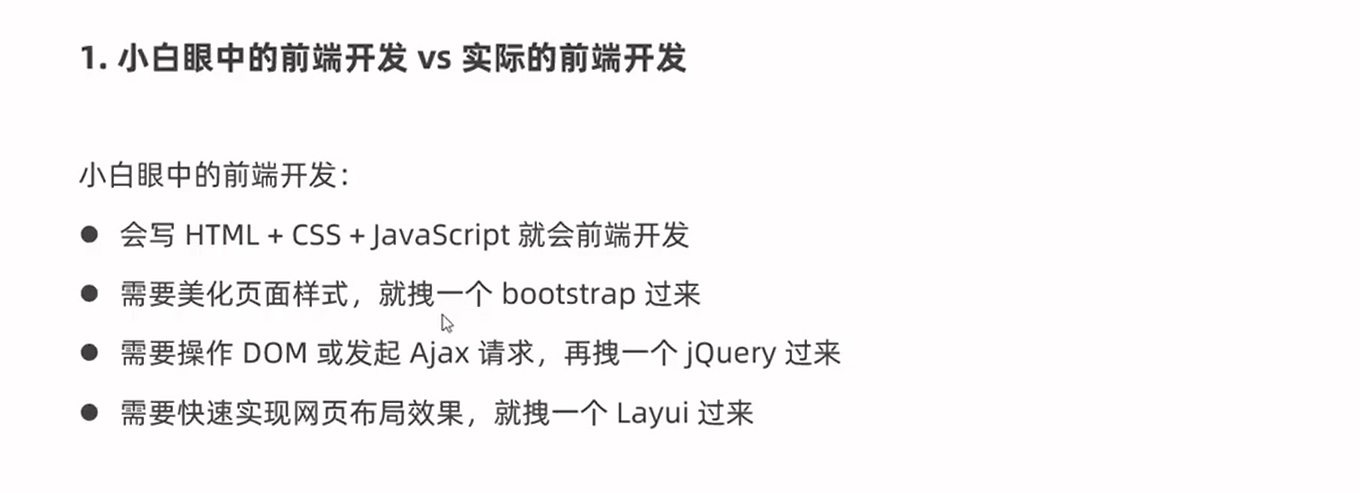 1. 小白眼中的前端开发 vs 实际的前端开发
小白眼中的前端开发：
● 会写 HTML + CSS + JavaScript 就会前端开发
● 需要美化页面样式，就拽一个 bootstrap 过来
● 需要操作 DOM 或发起 Ajax 请求，再拽一个 jQuery 过来
● 需要快速实现网页布局效果，就拽一个 Layui 过来